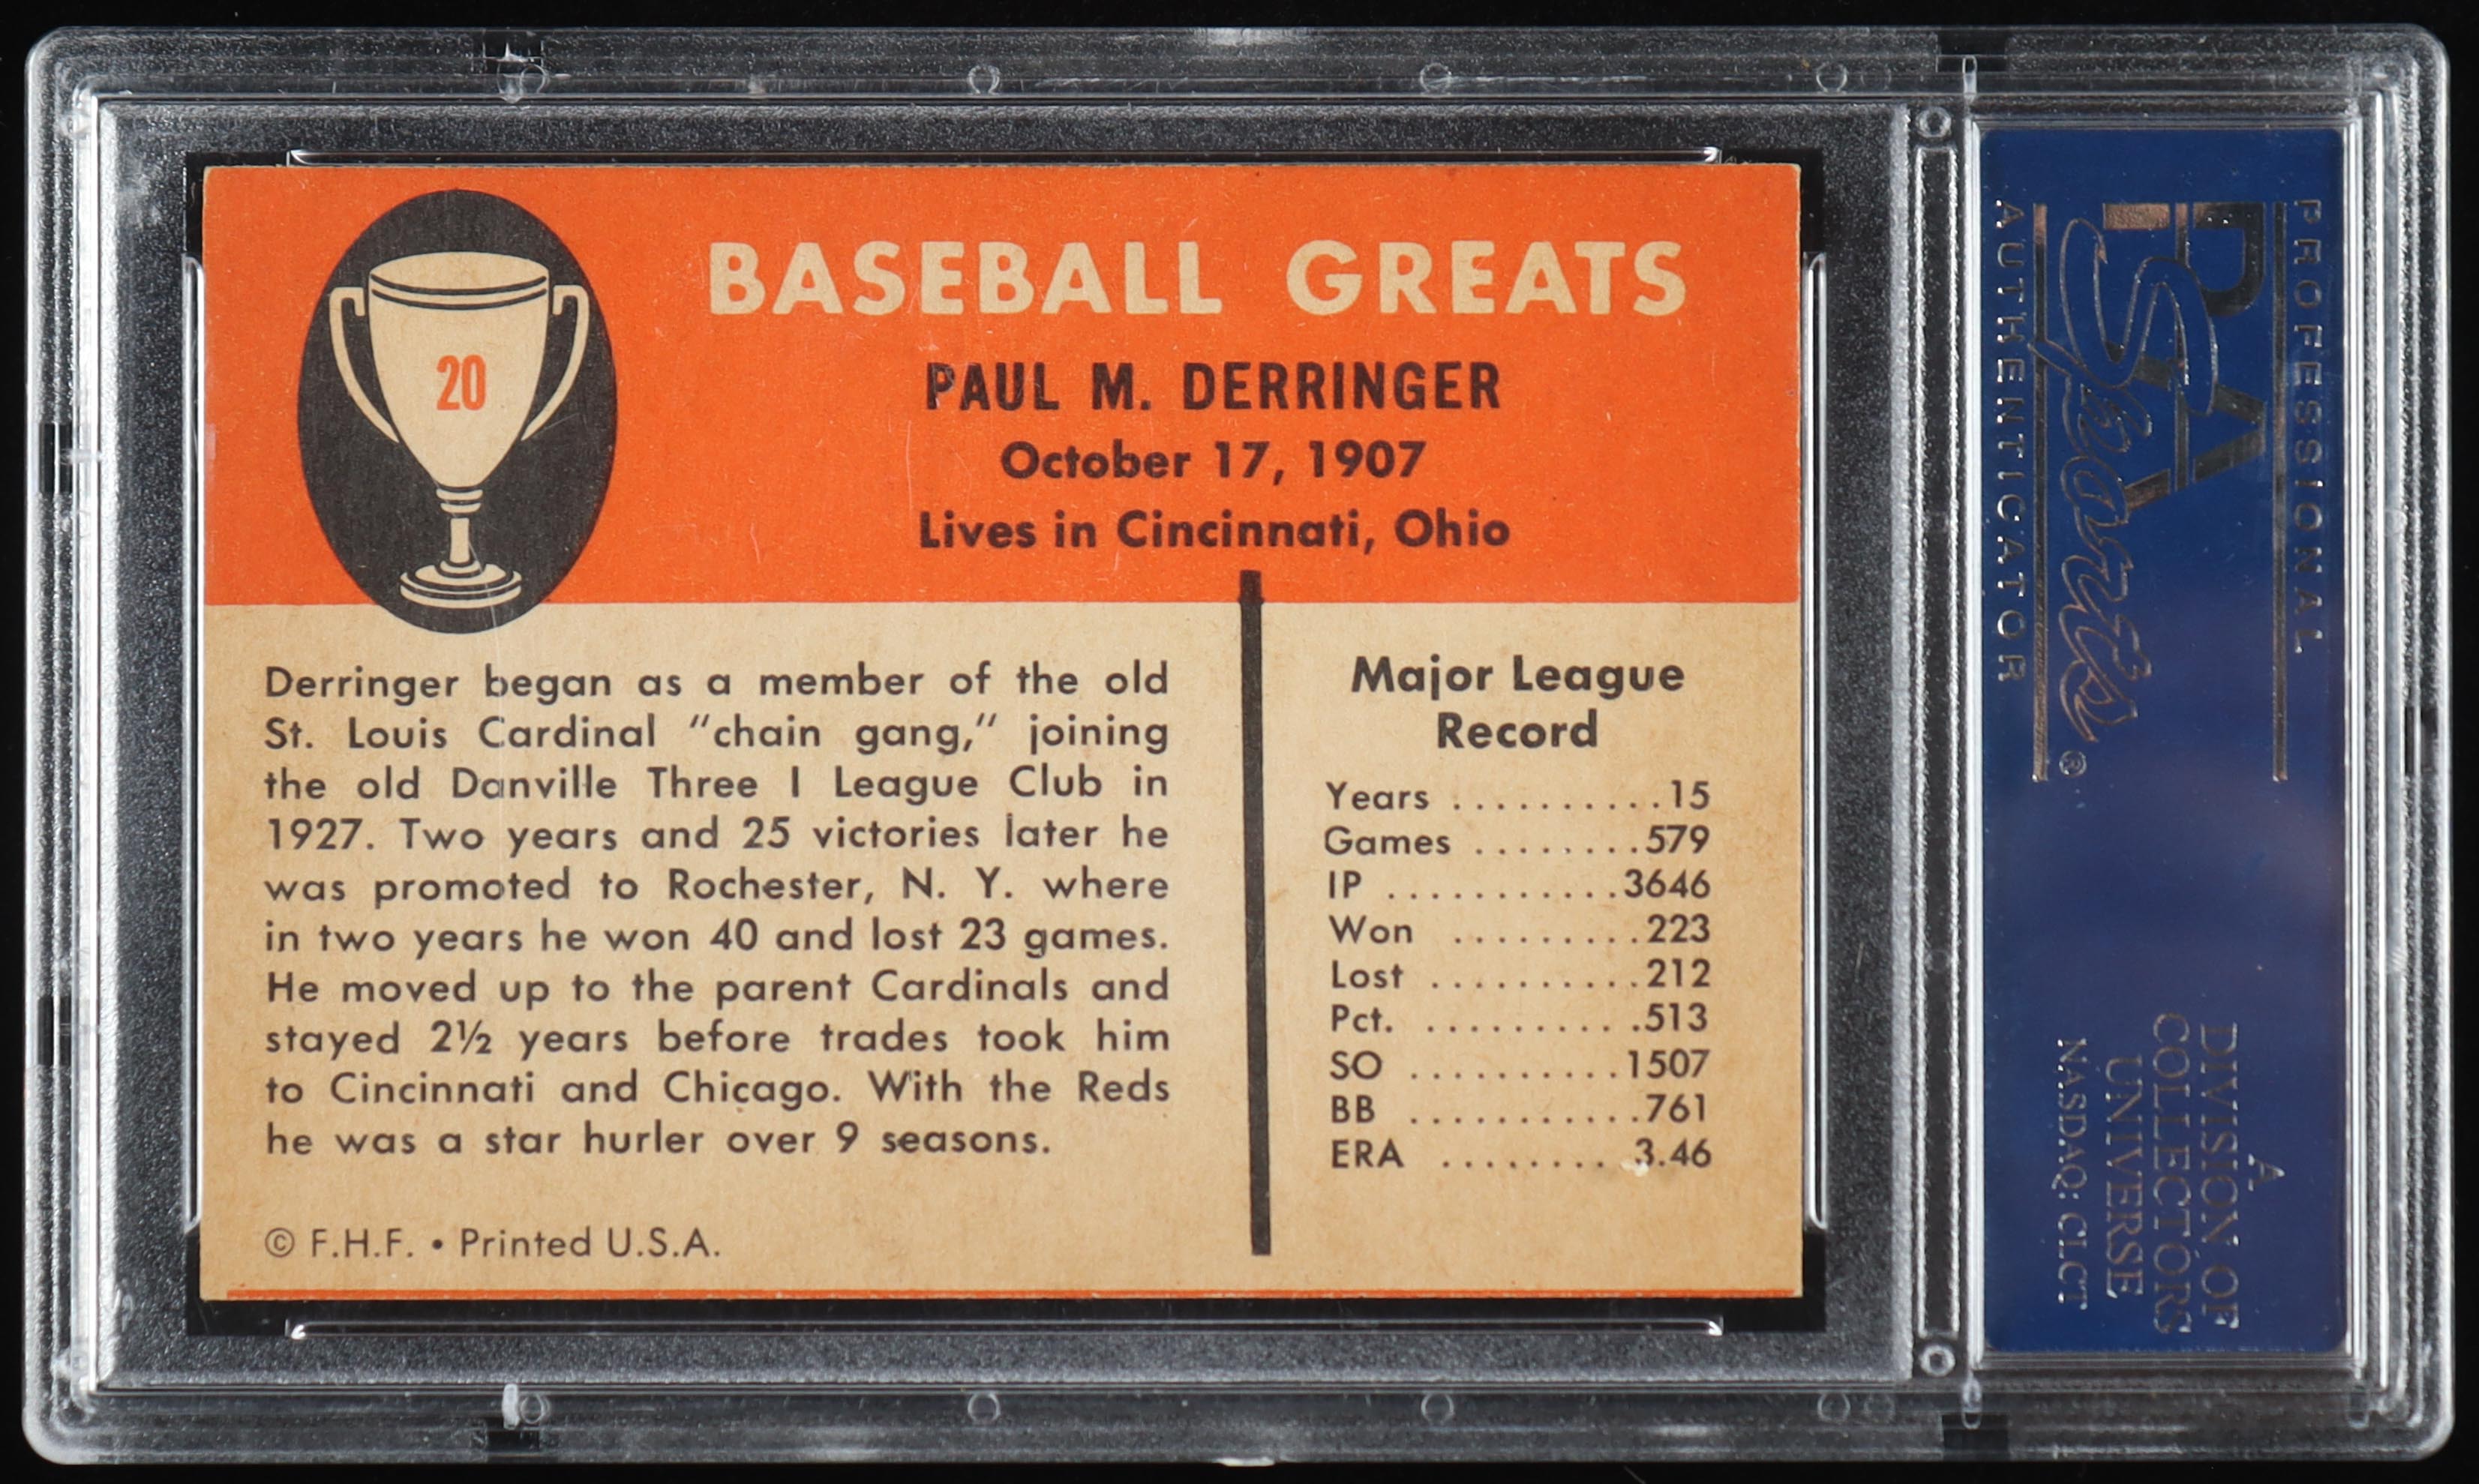 20
BASEBALL GREATS
PAUL M. DERRINGER
October 17, 1907
Lives in Cincinnati, Ohio
Derringer began as a member of the old
St. Louis Cardinal "chain gang," joining
the old Danville Three I League Club in
1927. Two years and 25 victories later he
was promoted to Rochester, N. Y. where
in two years he won 40 and lost 23 games.
He moved up to the parent Cardinals and
stayed 2½ years before trades took him
to Cincinnati and Chicago. With the Reds
he was a star hurler over 9 seasons.
© F.H.F. • Printed U.S.A.
Major League
Record
Years ..........15
Games ........579
IP ...........3646
Won .........223
Lost ..........212
Pct. ..........513
SO ..........1507
BB ...........761
ERA ........3.46
PROFESSIONAL
PSA
Sports®
AUTHENTICATOR
A
DIVISION OF
COLLECTORS
UNIVERSE
NASDAQ: CLCT